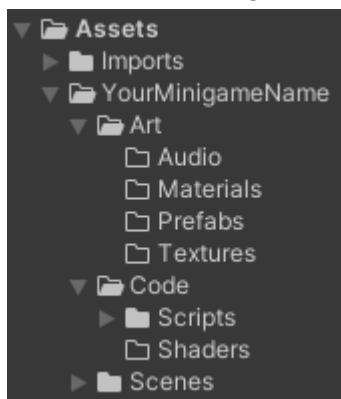 Assets
Imports
YourMinigameName
Art
Audio
Materials
Prefabs
Textures
Code
Scripts
Shaders
Scenes